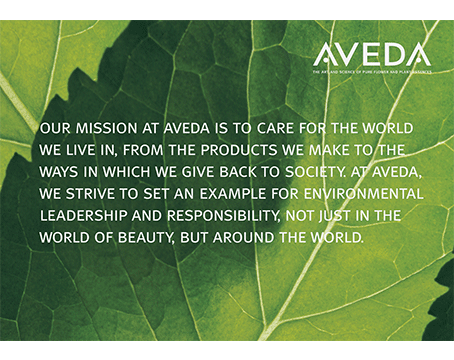 AVEDA
THE ART AND SCIENCE OF PURE FLOWER AND PLANT ESSENCES
OUR MISSION AT AVEDA IS TO CARE FOR THE WORLD
WE LIVE IN, FROM THE PRODUCTS WE MAKE TO THE
WAYS IN WHICH WE GIVE BACK TO SOCIETY. AT AVEDA,
WE STRIVE TO SET AN EXAMPLE FOR ENVIRONMENTAL
LEADERSHIP AND RESPONSIBILITY, NOT JUST IN THE
WORLD OF BEAUTY, BUT AROUND THE WORLD.